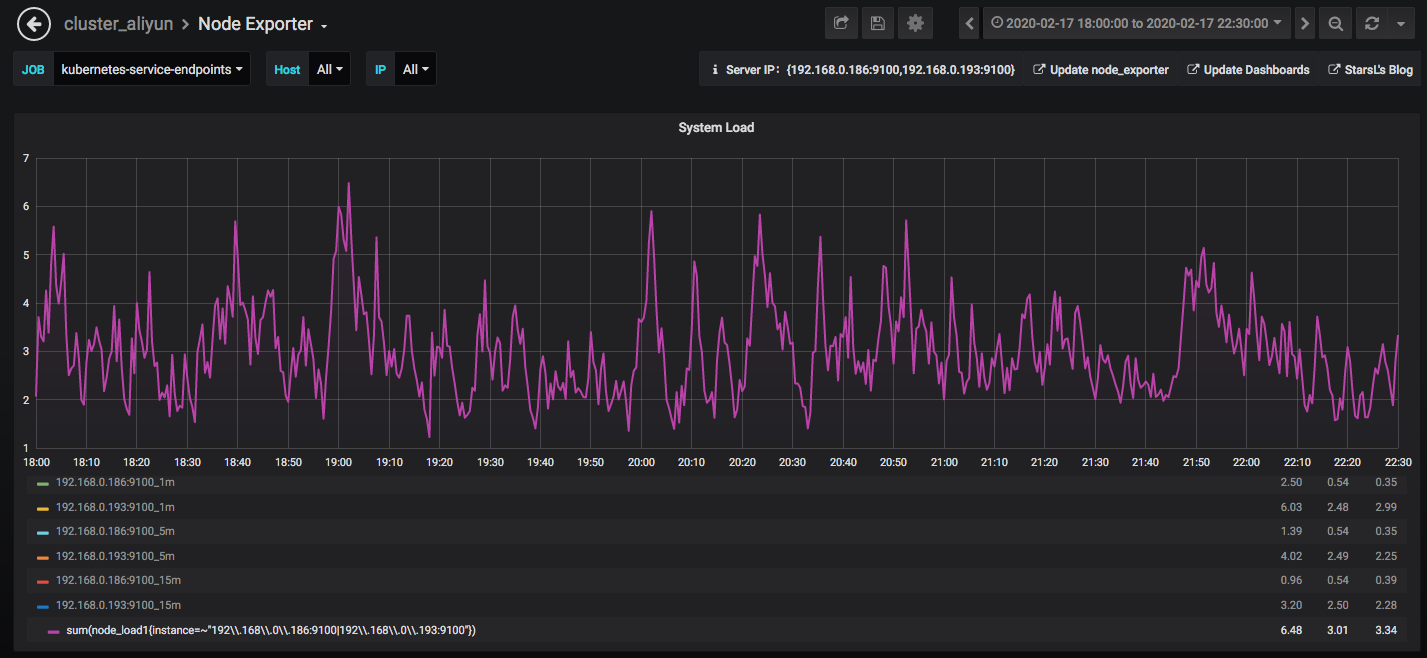 cluster_aliyun > Node Exporter
2020-02-17 18:00:00 to 2020-02-17 22:30:00
JOB kubernetes-service-endpoints Host All IP All
Server IP：{192.168.0.186:9100,192.168.0.193:9100} Update node_exporter Update Dashboards StarsL's Blog
System Load
7
6
5
4
3
2
1
18:00 18:10 18:20 18:30 18:40 18:50 19:00 19:10 19:20 19:30 19:40 19:50 20:00 20:10 20:20 20:30 20:40 20:50 21:00 21:10 21:20 21:30 21:40 21:50 22:00 22:10 22:20 22:30
192.168.0.186:9100_1m 2.50 0.54 0.35
192.168.0.193:9100_1m 6.03 2.48 2.99
192.168.0.186:9100_5m 1.39 0.54 0.35
192.168.0.193:9100_5m 4.02 2.49 2.25
192.168.0.186:9100_15m 0.96 0.54 0.39
192.168.0.193:9100_15m 3.20 2.50 2.28
sum(node_load1{instance=~"192\\.168\\.0\\.186:9100|192\\.168\\.0\\.193:9100"}) 6.48 3.01 3.34